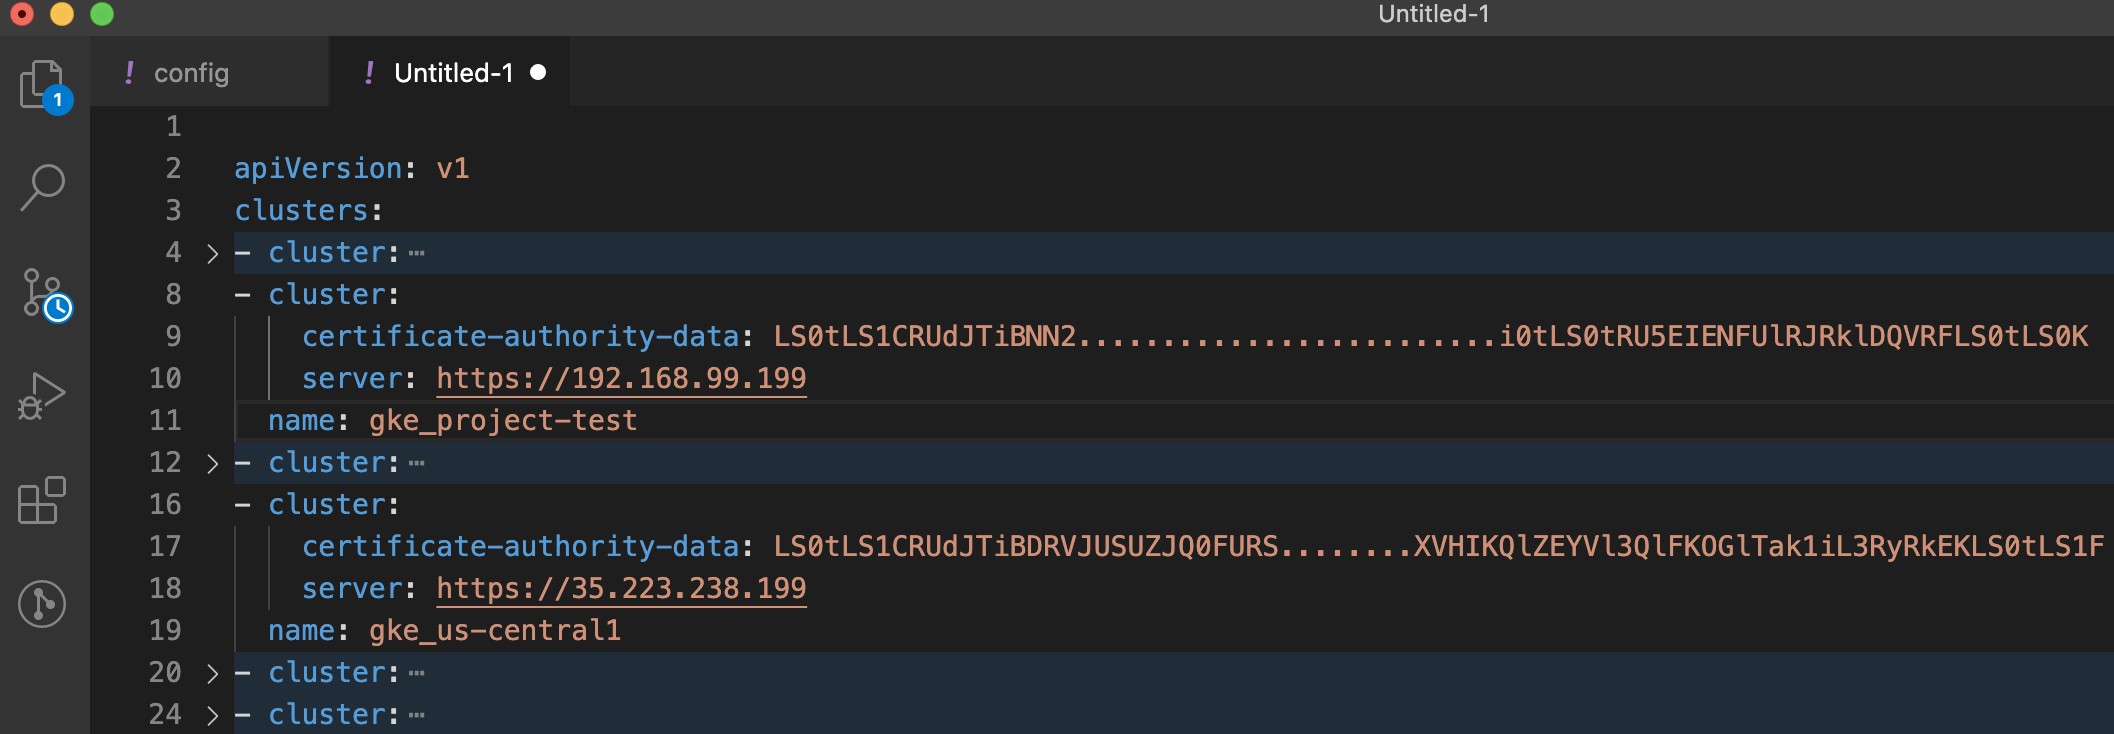 Untitled-1
config
Untitled-1
1
1
2 apiVersion: v1
3 clusters:
4 - cluster:⋯
8 - cluster:
9 certificate-authority-data: LS0tLS1CRUdJTiBNN2.........................i0tLS0tRU5EIENFUlRJRklDQVRFLS0tLS0K
10 server: https://192.168.99.199
11 name: gke_project-test
12 - cluster:⋯
16 - cluster:
17 certificate-authority-data: LS0tLS1CRUdJTiBDRVJUSUZJQ0FURS........XVHIKQlZEYVl3QlFKOGlTak1iL3RyRkEKLS0tLS1F
18 server: https://35.223.238.199
19 name: gke_us-central1
20 - cluster:⋯
24 - cluster:⋯